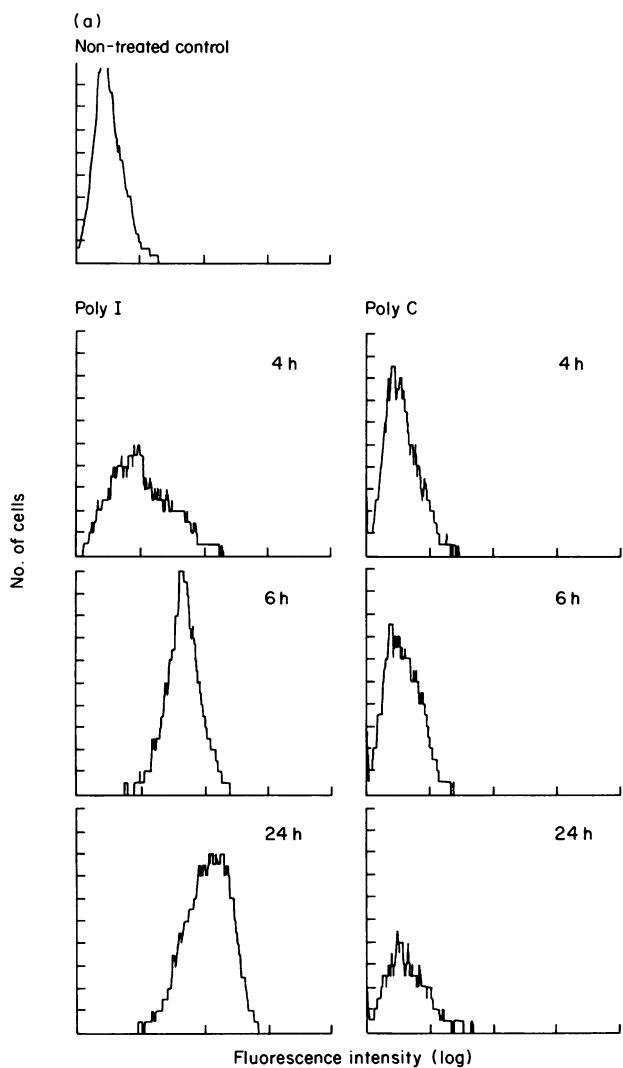 (a)
Non-treated control
Poly I
Poly C
4 h
4 h
6 h
6 h
24 h
24 h
No. of cells
Fluorescence intensity (log)